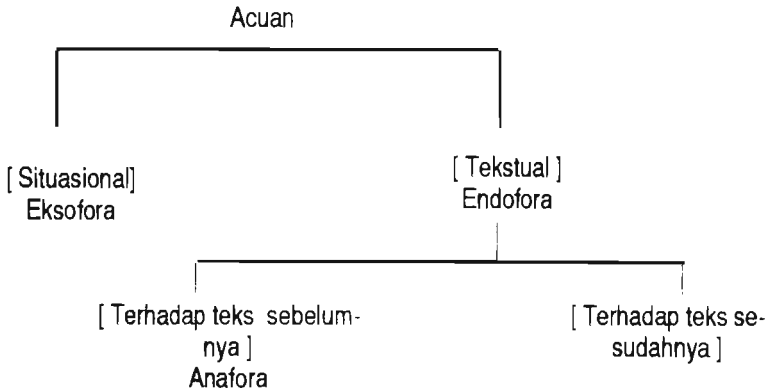 Acuan
[ Situasional]
Eksofora
[ Tekstual ]
Endofora
[ Terhadap teks sebelum-
nya ]
Anafora
[ Terhadap teks se-
sudahnya ]